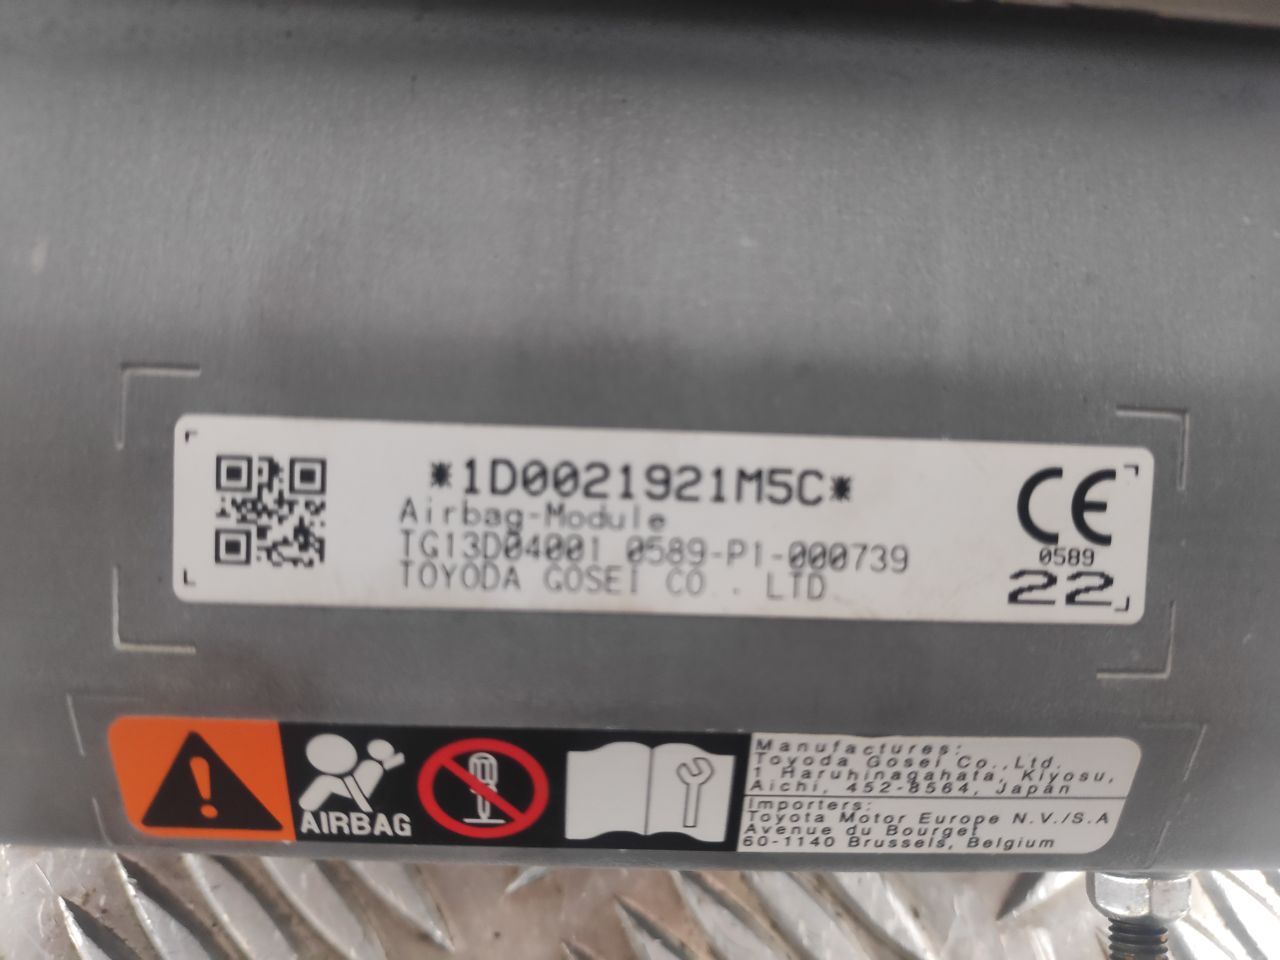 *1D0021921M5C*
Airbag-Module
TG13D04001 0589-P1-000739
TOYODA GOSEI CO . LTD
CE
0589
22
AIRBAG
Manufactures:
Toyoda Gosei Co.,Ltd.
1 Haruhinagahata, Kiyosu,
Aichi, 452-8564, Japan
Importers:
Toyota Motor Europe N.V./S.A
Avenue du Bourget
60-1140 Brussels, Belgium